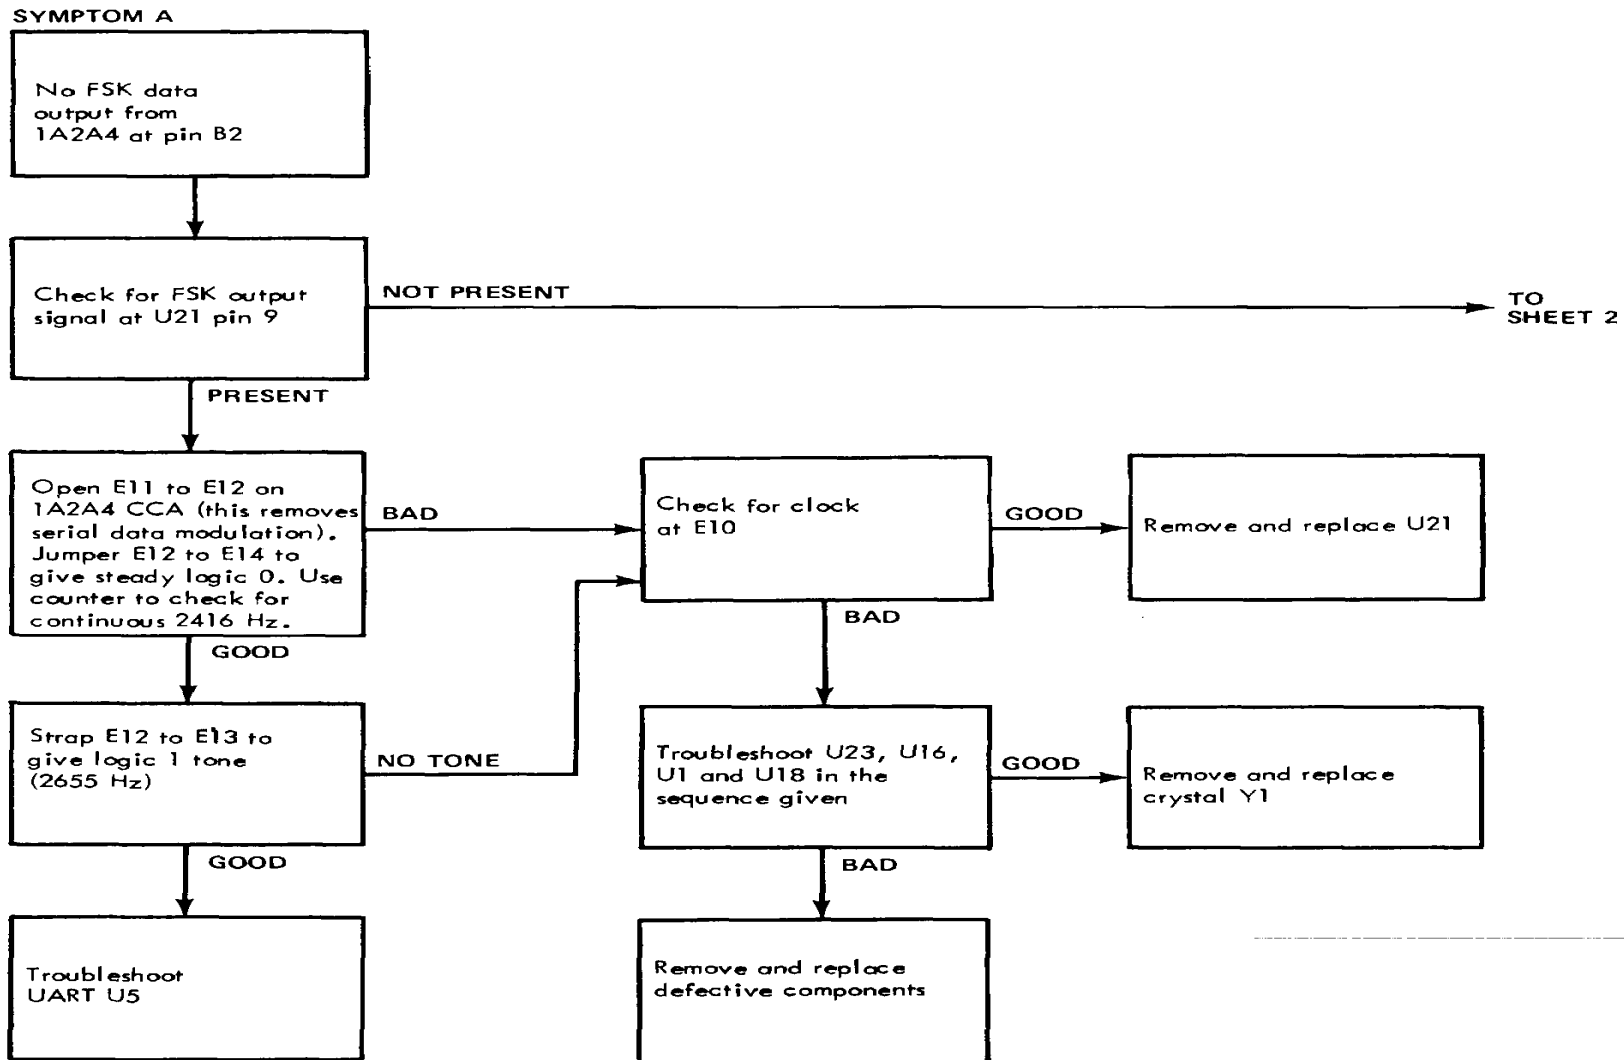 SYMPTOM A
No FSK data
output from
1A2A4 at pin B2
Check for FSK output
signal at U21 pin 9
NOT PRESENT
TO
SHEET 2
PRESENT
Open E11 to E12 on
1A2A4 CCA (this removes
serial data modulation).
Jumper E12 to E14 to
give steady logic 0. Use
counter to check for
continuous 2416 Hz.
BAD
Check for clock
at E10
GOOD
Remove and replace U21
BAD
GOOD
Strap E12 to E13 to
give logic 1 tone
(2655 Hz)
NO TONE
Troubleshoot U23, U16,
U1 and U18 in the
sequence given
GOOD
Remove and replace
crystal Y1
GOOD
BAD
Troubleshoot
UART U5
Remove and replace
defective components